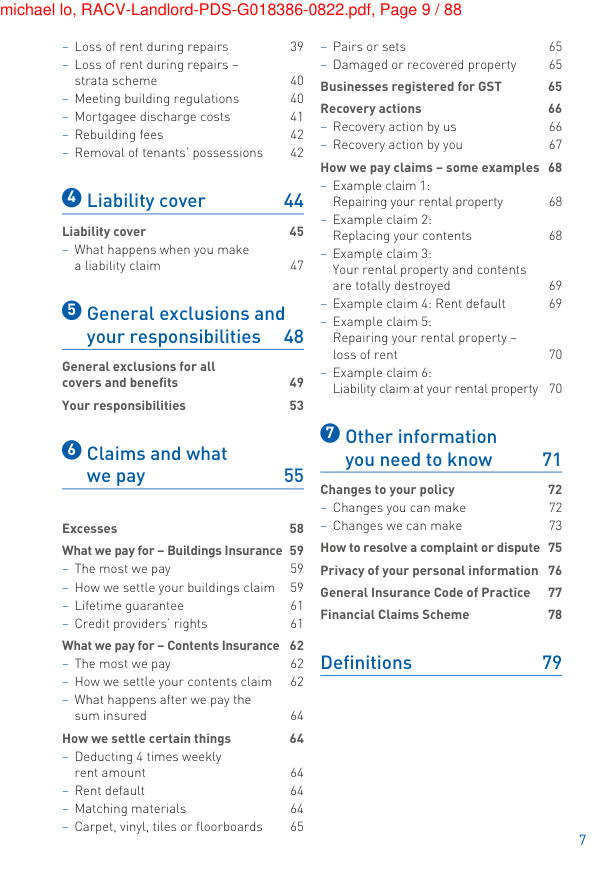 michael lo, RACV-Landlord-PDS-G018386-0822.pdf, Page 9 / 88
– Loss of rent during repairs 39
– Loss of rent during repairs –
strata scheme 40
– Meeting building regulations 40
– Mortgagee discharge costs 41
– Rebuilding fees 42
– Removal of tenants' possessions 42
4 Liability cover 44
Liability cover 45
– What happens when you make
a liability claim 47
5 General exclusions and
your responsibilities 48
General exclusions for all
covers and benefits 49
Your responsibilities 53
6 Claims and what
we pay 55
Excesses 58
What we pay for – Buildings Insurance 59
– The most we pay 59
– How we settle your buildings claim 59
– Lifetime guarantee 61
– Credit providers' rights 61
What we pay for – Contents Insurance 62
– The most we pay 62
– How we settle your contents claim 62
– What happens after we pay the
sum insured 64
How we settle certain things 64
– Deducting 4 times weekly
rent amount 64
– Rent default 64
– Matching materials 64
– Carpet, vinyl, tiles or floorboards 65
– Pairs or sets 65
– Damaged or recovered property 65
Businesses registered for GST 65
Recovery actions 66
– Recovery action by us 66
– Recovery action by you 67
How we pay claims – some examples 68
– Example claim 1:
Repairing your rental property 68
– Example claim 2:
Replacing your contents 68
– Example claim 3:
Your rental property and contents
are totally destroyed 69
– Example claim 4: Rent default 69
– Example claim 5:
Repairing your rental property –
loss of rent 70
– Example claim 6:
Liability claim at your rental property 70
7 Other information
you need to know 71
Changes to your policy 72
– Changes you can make 72
– Changes we can make 73
How to resolve a complaint or dispute 75
Privacy of your personal information 76
General Insurance Code of Practice 77
Financial Claims Scheme 78
Definitions 79
7